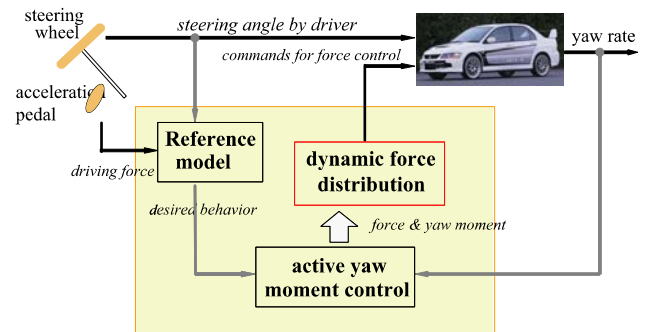 steering
wheel
steering angle by driver
yaw rate
commands for force control
acceleration
pedal
Reference
model
driving force
dynamic force
distribution
desired behavior
force & yaw moment
active yaw
moment control